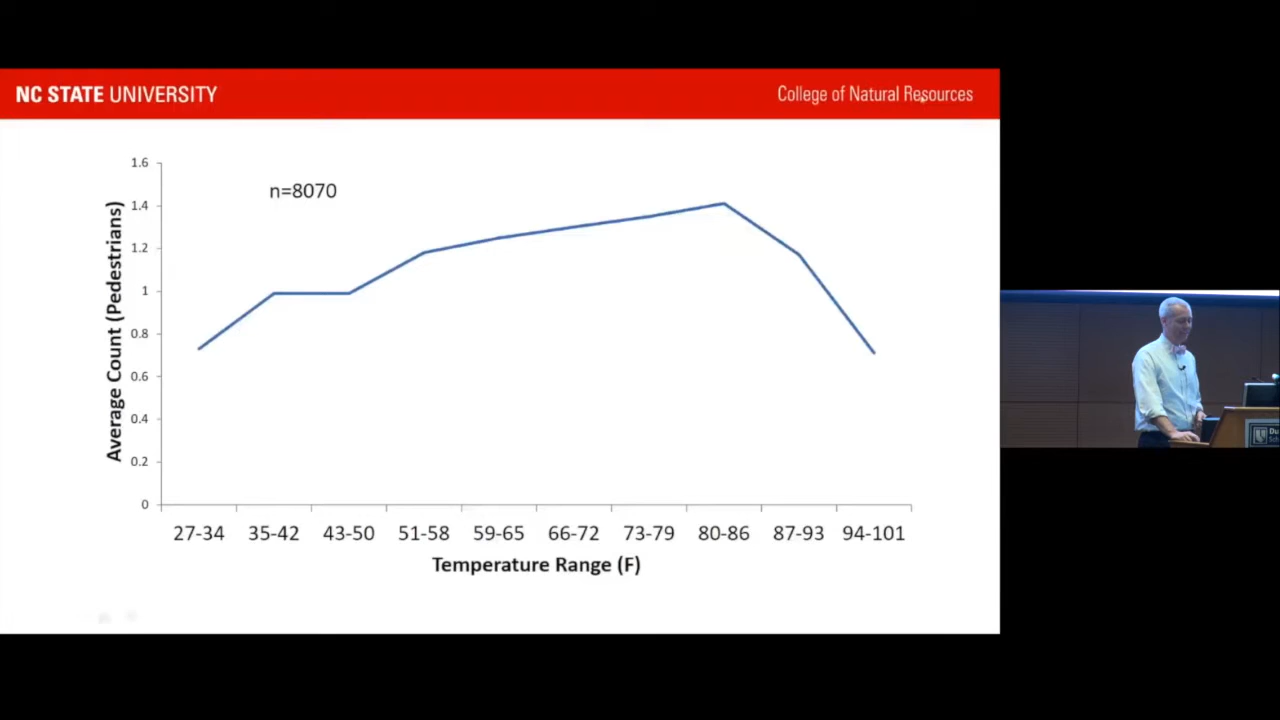 NC STATE UNIVERSITY
College of Natural Resources
n=8070
Average Count (Pedestrians)
1.6
1.4
1.2
1
0.8
0.6
0.4
0.2
0
27-34 35-42 43-50 51-58 59-65 66-72 73-79 80-86 87-93 94-101
Temperature Range (F)